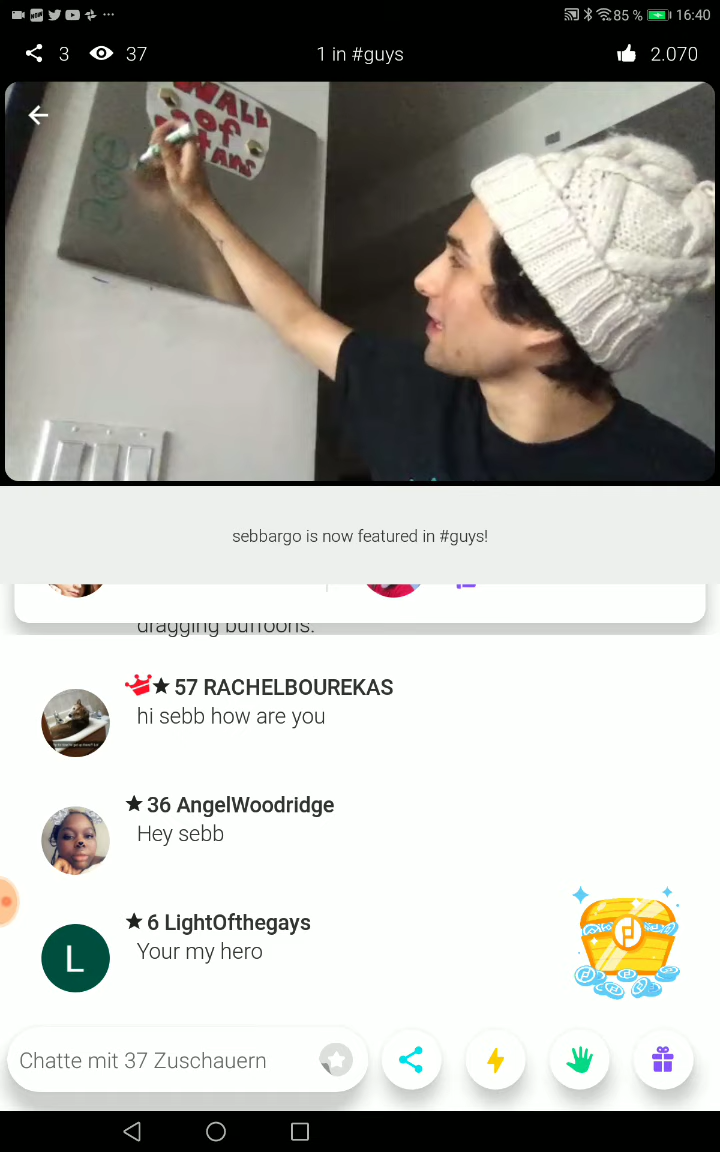 85 % 16:40
3 37 1 in #guys 2.070
WALL
of
sebbargo is now featured in #guys!
dragging buffoons.
57 RACHELBOUREKAS
hi sebb how are you
36 AngelWoodridge
Hey sebb
6 LightOfthegays
L
Your my hero
Chatte mit 37 Zuschauern